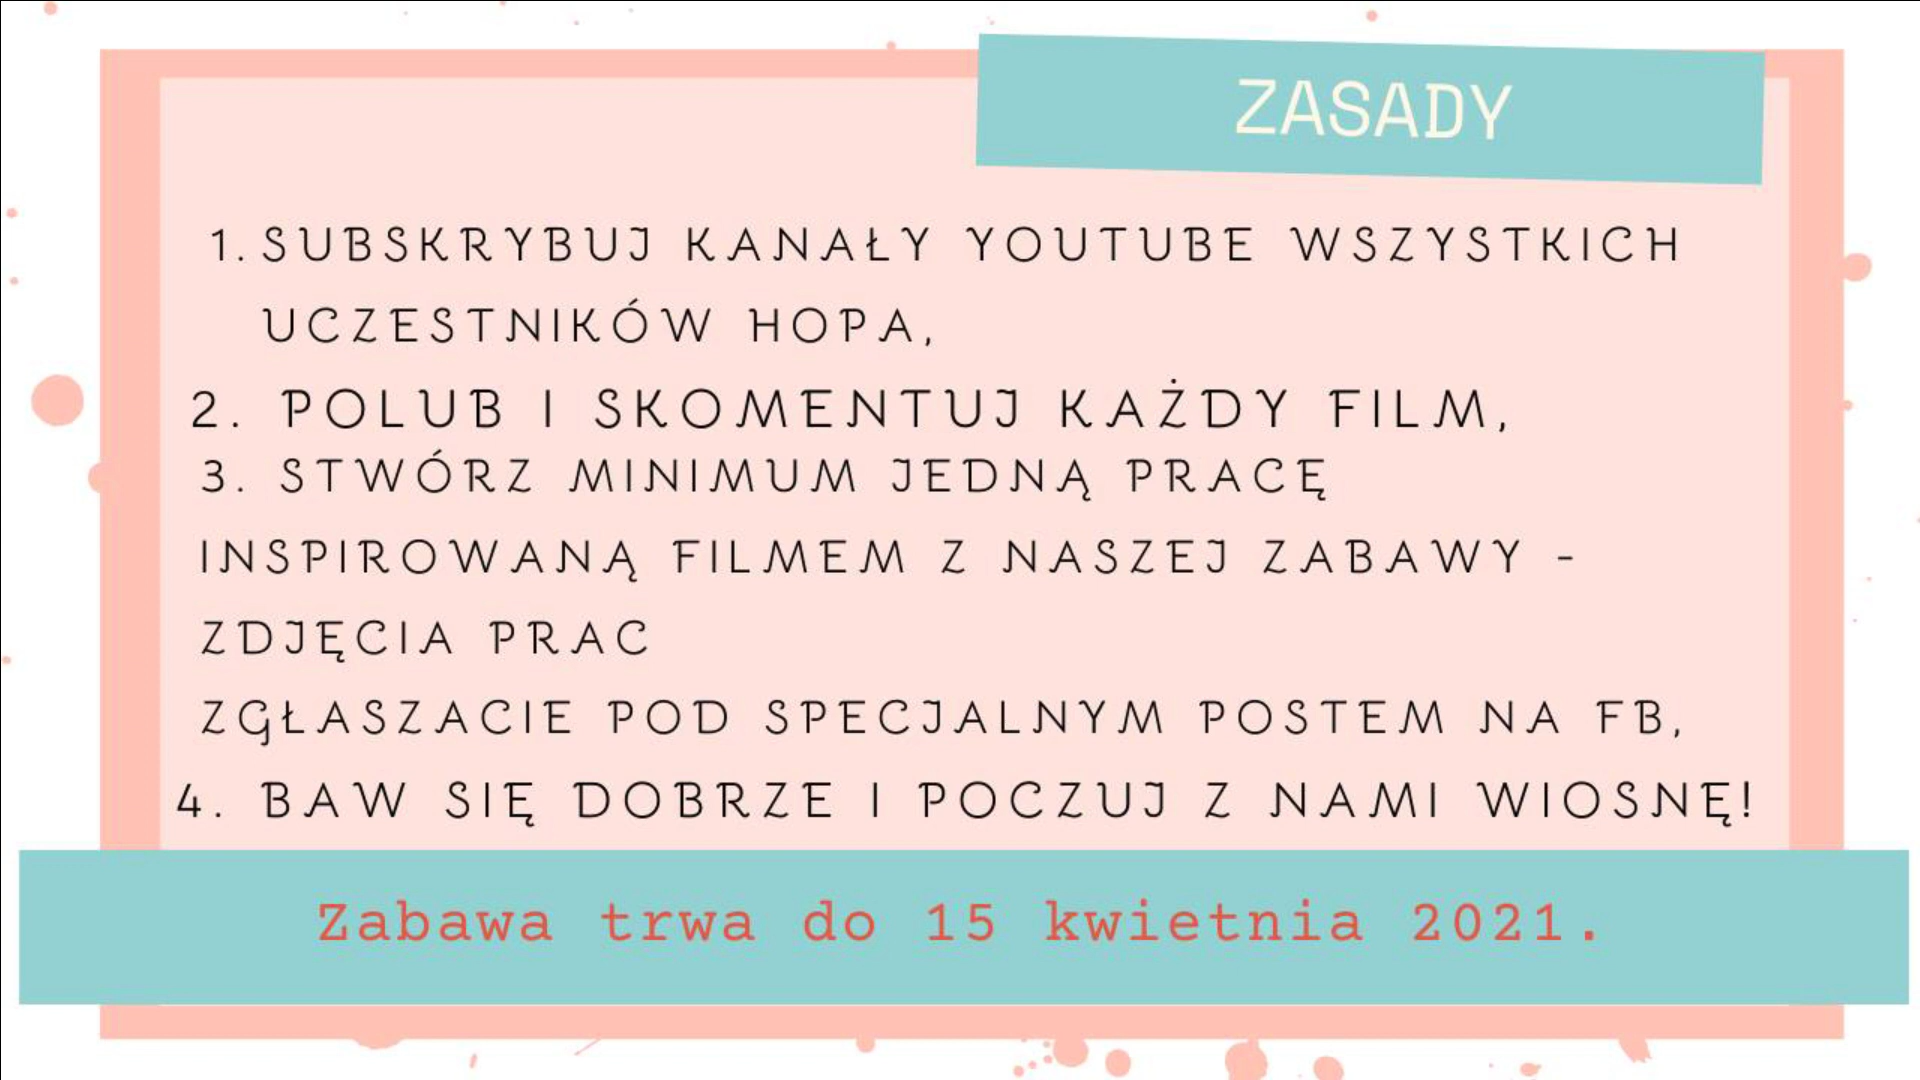 ZASADY
1. SUBSKRYBUJ KANAŁY YOUTUBE WSZYSTKICH
UCZESTNIKÓW HOPA,
2. POLUB I SKOMENTUJ KAŻDY FILM,
3. STWÓRZ MINIMUM JEDNĄ PRACĘ
INSPIROWANĄ FILMEM Z NASZEJ ZABAWY -
ZDJĘCIA PRAC
ZGŁASZACIE POD SPECJALNYM POSTEM NA FB,
4. BAW SIĘ DOBRZE I POCZUJ Z NAMI WIOSNĘ!
Zabawa trwa do 15 kwietnia 2021.